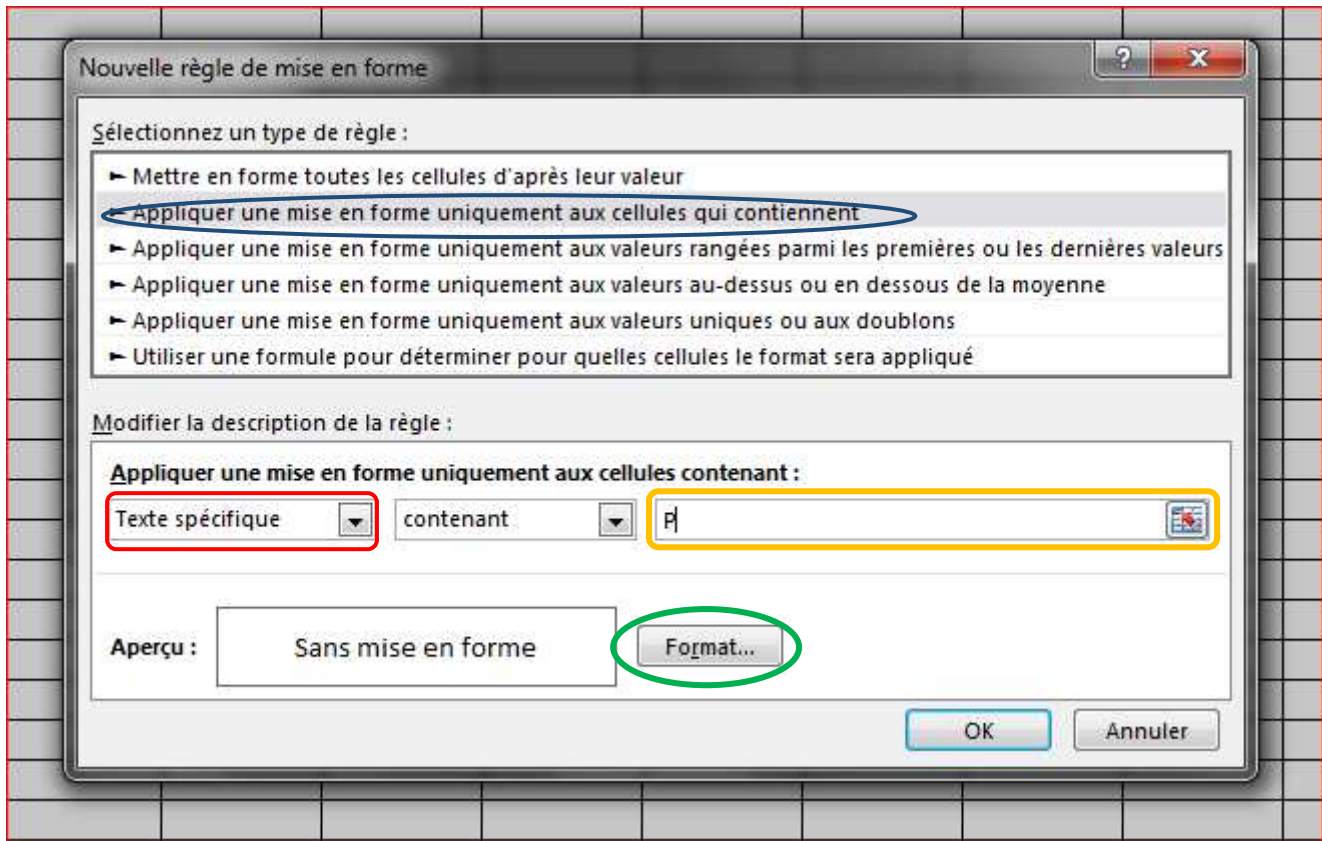 Nouvelle règle de mise en forme
?
X
Sélectionnez un type de règle :
► Mettre en forme toutes les cellules d'après leur valeur
► Appliquer une mise en forme uniquement aux cellules qui contiennent
► Appliquer une mise en forme uniquement aux valeurs rangées parmi les premières ou les dernières valeurs
► Appliquer une mise en forme uniquement aux valeurs au-dessus ou en dessous de la moyenne
► Appliquer une mise en forme uniquement aux valeurs uniques ou aux doublons
► Utiliser une formule pour déterminer pour quelles cellules le format sera appliqué
Modifier la description de la règle :
Appliquer une mise en forme uniquement aux cellules contenant :
Texte spécifique contenant P
Aperçu : Sans mise en forme Format...
OK Annuler